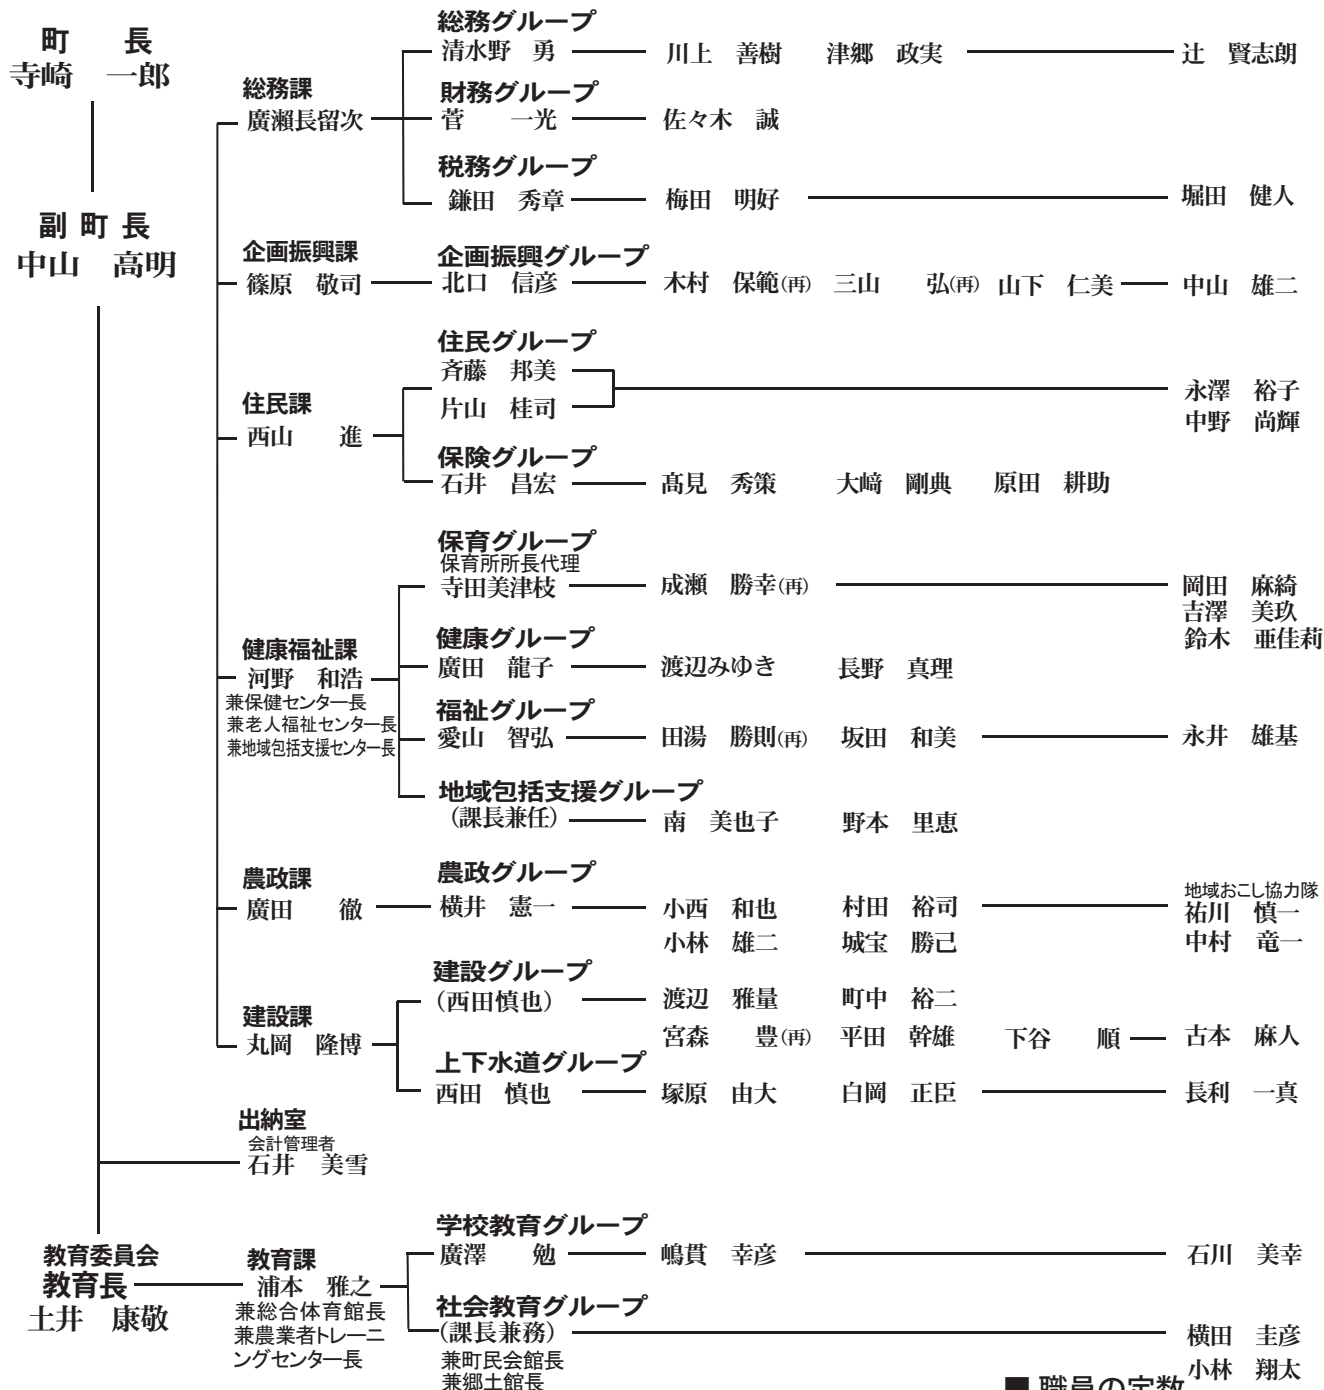 町　長
寺崎　一郎
副町長
中山　高明
総務課
廣瀬長留次
総務グループ
清水野　勇　川上　善樹　津郷　政実　辻　賢志朗
財務グループ
菅　一光　佐々木　誠
税務グループ
鎌田　秀章　梅田　明好　堀田　健人
企画振興課
篠原　敬司
企画振興グループ
北口　信彦　木村　保範(再)　三山　弘(再)　山下　仁美　中山　雄二
住民課
西山　進
住民グループ
斉藤　邦美
片山　桂司
永澤　裕子
中野　尚輝
保険グループ
石井　昌宏　髙見　秀策　大﨑　剛典　原田　耕助
健康福祉課
河野　和浩
兼保健センター長
兼老人福祉センター長
兼地域包括支援センター長
保育グループ
保育所所長代理
寺田美津枝　成瀬　勝幸(再)　岡田　麻綺
吉澤　美玖
鈴木　亜佳莉
健康グループ
廣田　龍子　渡辺みゆき　長野　真理
福祉グループ
愛山　智弘　田湯　勝則(再)　坂田　和美　永井　雄基
地域包括支援グループ
(課長兼任)　南　美也子　野本　里恵
農政課
廣田　徹
農政グループ
横井　憲一　小西　和也　村田　裕司
小林　雄二　城宝　勝己
地域おこし協力隊
祐川　慎一
中村　竜一
建設課
丸岡　隆博
建設グループ
(西田慎也)　渡辺　雅量　町中　裕二
宮森　豊(再)　平田　幹雄　下谷　順　古本　麻人
上下水道グループ
西田　慎也　塚原　由大　白岡　正臣　長利　一真
出納室
会計管理者
石井　美雪
教育委員会
教育長
土井　康敬
教育課
浦本　雅之
兼総合体育館長
兼農業者トレーニ
ングセンター長
学校教育グループ
廣澤　勉　嶋貫　幸彦　石川　美幸
社会教育グループ
(課長兼務)　横田　圭彦
兼町民会館長
兼郷土館長
小林　翔太
■ 職員の定数